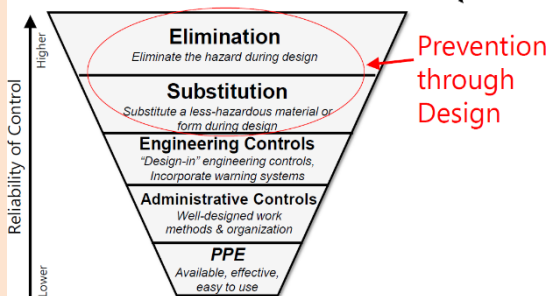 Elimination
Eliminate the hazard during design
Substitution
Substitute a less-hazardous material or
form during design
Engineering Controls
"Design-in" engineering controls,
Incorporate warning systems
Administrative Controls
Well-designed work
methods & organization
PPE
Available, effective,
easy to use
Prevention
through
Design
Reliability of Control
Higher
Lower